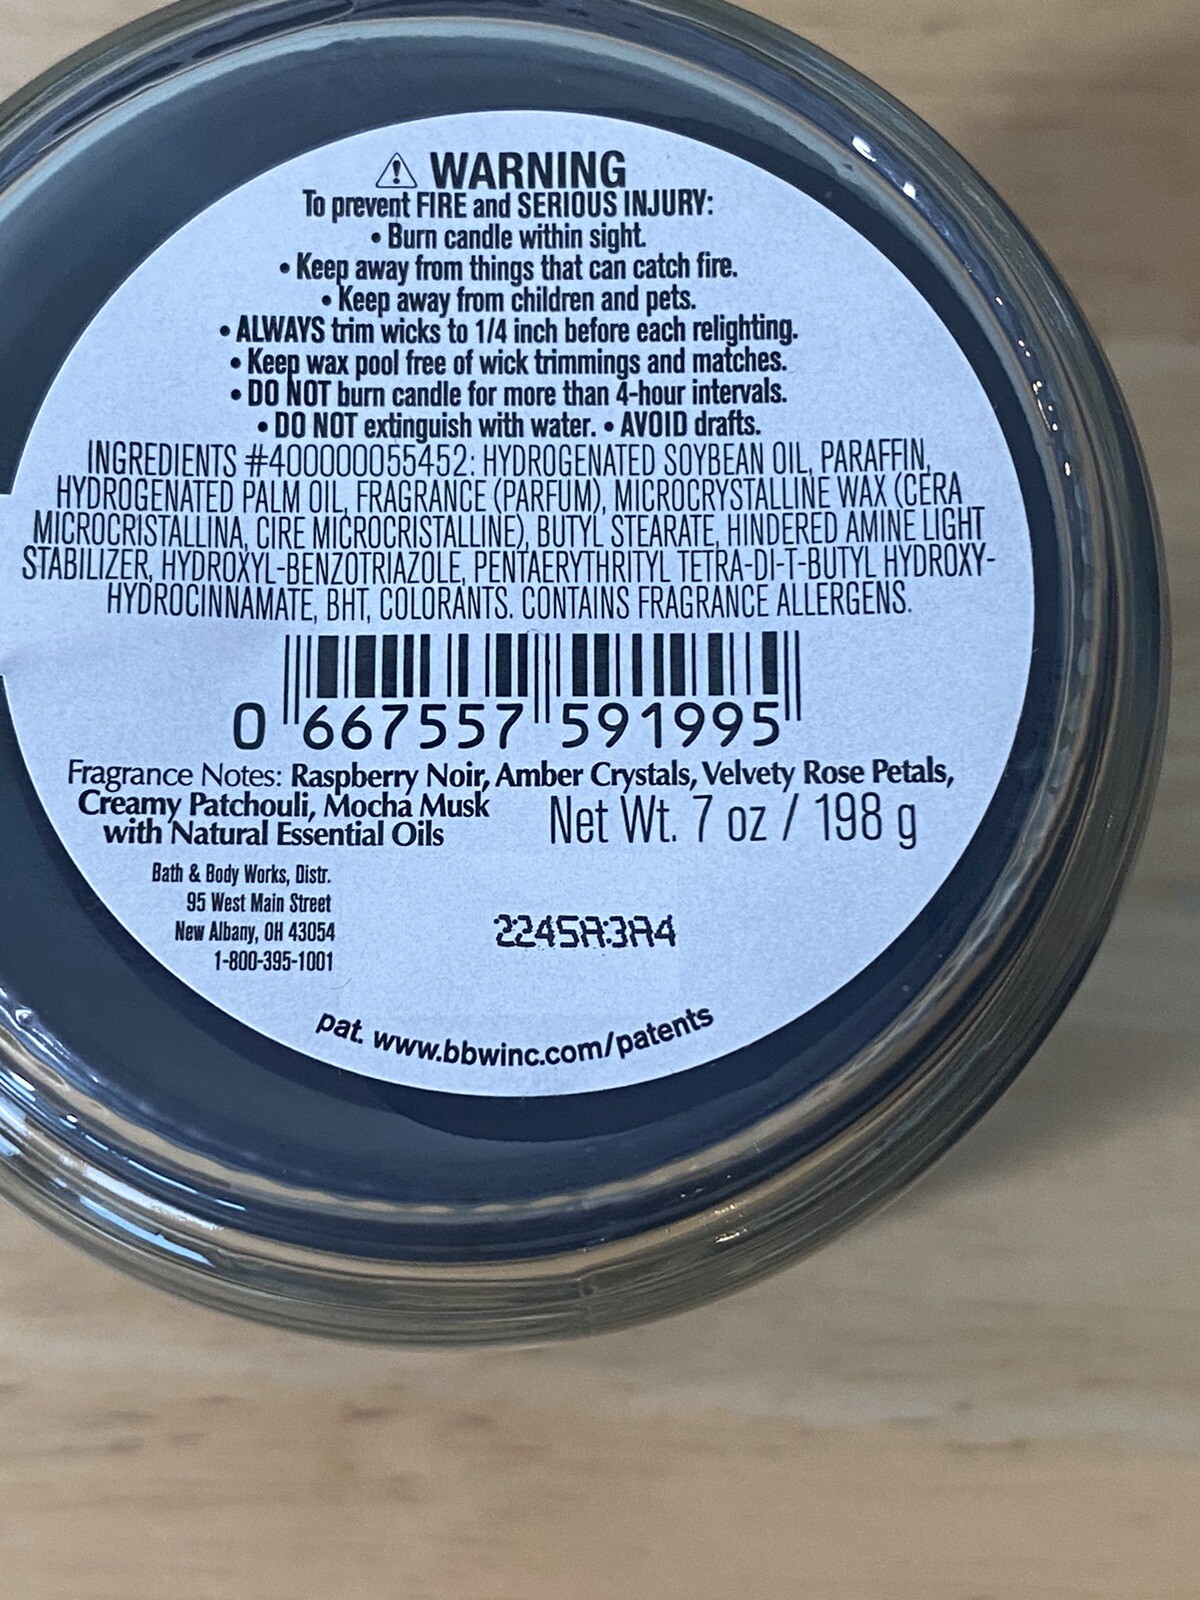 ⚠ WARNING
To prevent FIRE and SERIOUS INJURY:
• Burn candle within sight.
• Keep away from things that can catch fire.
• Keep away from children and pets.
• ALWAYS trim wicks to 1/4 inch before each relighting.
• Keep wax pool free of wick trimmings and matches.
• DO NOT burn candle for more than 4-hour intervals.
• DO NOT extinguish with water. • AVOID drafts.
INGREDIENTS #400000055452: HYDROGENATED SOYBEAN OIL, PARAFFIN,
HYDROGENATED PALM OIL, FRAGRANCE (PARFUM), MICROCRYSTALLINE WAX (CERA
MICROCRISTALLINA, CIRE MICROCRISTALLINE), BUTYL STEARATE, HINDERED AMINE LIGHT
STABILIZER, HYDROXYL-BENZOTRIAZOLE, PENTAERYTHRITYL TETRA-DI-T-BUTYL HYDROXY-
HYDROCINNAMATE, BHT, COLORANTS. CONTAINS FRAGRANCE ALLERGENS.
0 667557 591995
Fragrance Notes: Raspberry Noir, Amber Crystals, Velvety Rose Petals,
Creamy Patchouli, Mocha Musk
with Natural Essential Oils
Net Wt. 7 oz / 198 g
Bath & Body Works, Distr.
95 West Main Street
New Albany, OH 43054
1-800-395-1001
2245A3A4
pat. www.bbwinc.com/patents